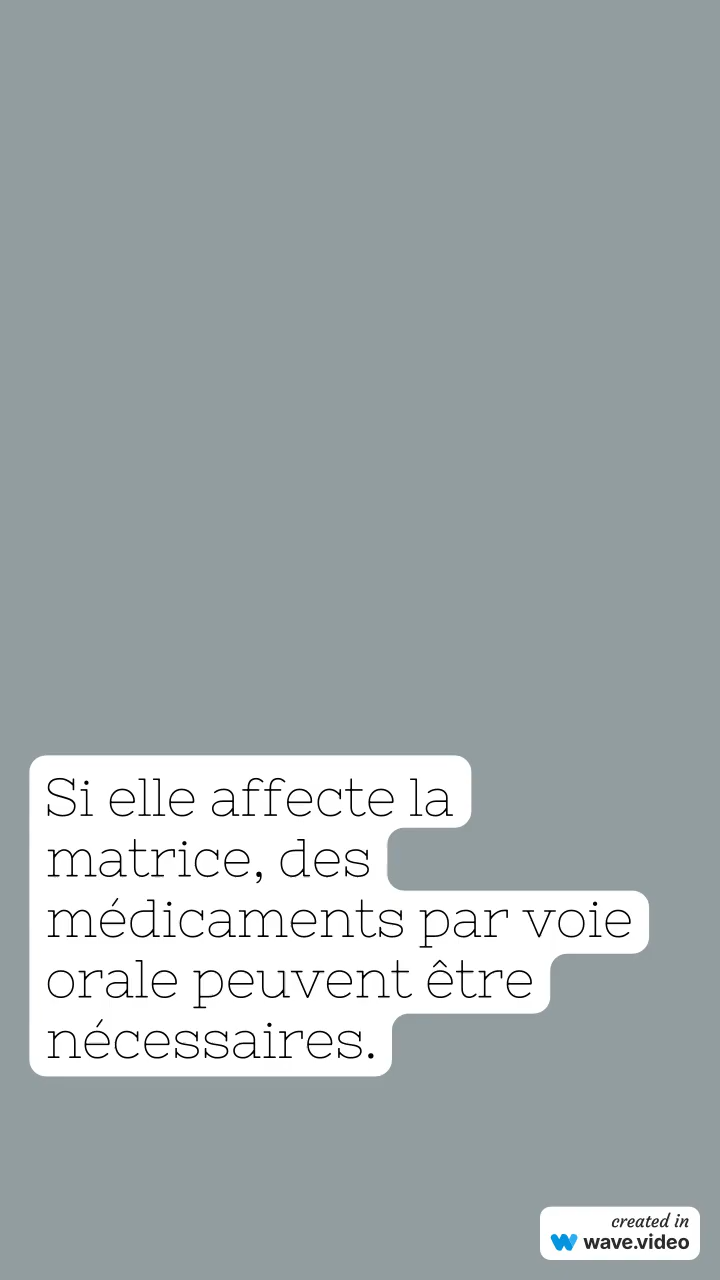 Si elle affecte la
matrice, des
médicaments par voie
orale peuvent être
nécessaires.
created in
wave.video